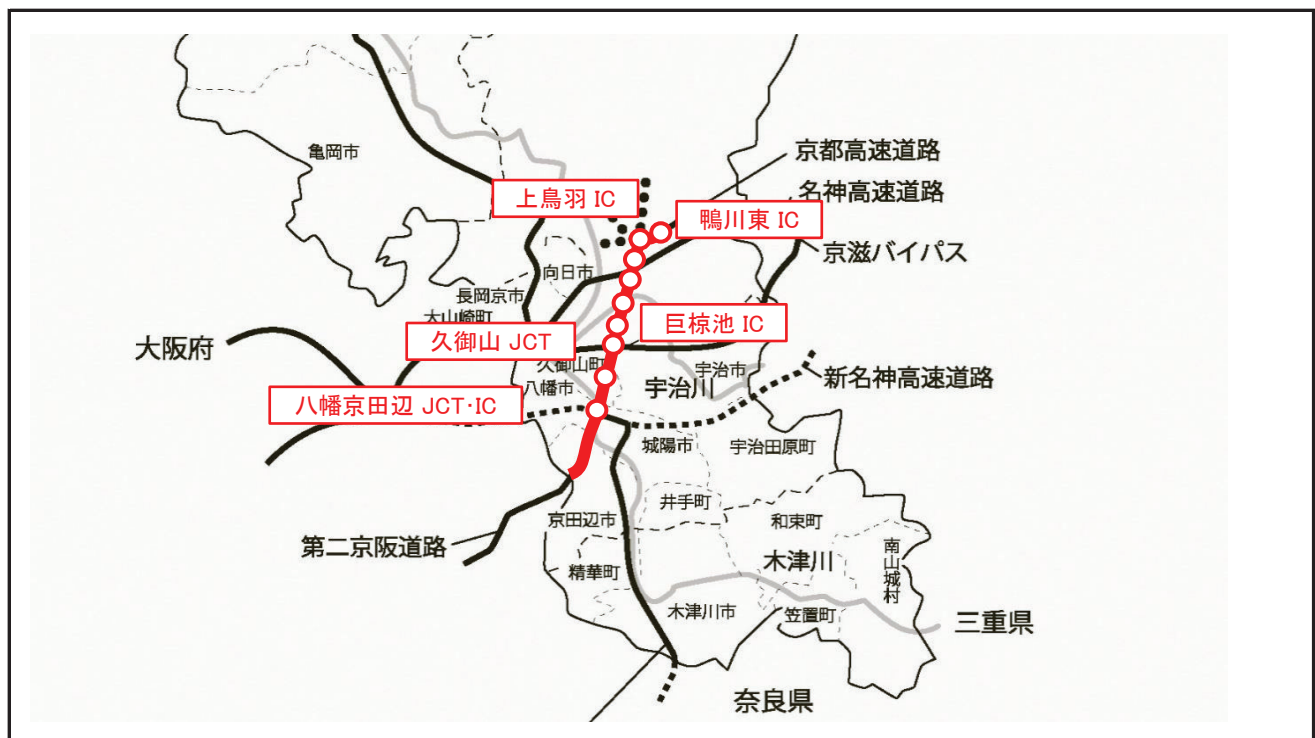 京都高速道路
亀岡市
上鳥羽 IC
名神高速道路
鴨川東 IC
京滋バイパス
向日市
長岡京市
大山崎町
巨椋池 IC
久御山 JCT
大阪府
久御山町
宇治市
八幡市
宇治川
新名神高速道路
八幡京田辺 JCT･IC
城陽市
宇治田原町
井手町
京田辺市
和束町
第二京阪道路
南山城村
木津川
精華町
木津川市
笠置町
三重県
奈良県